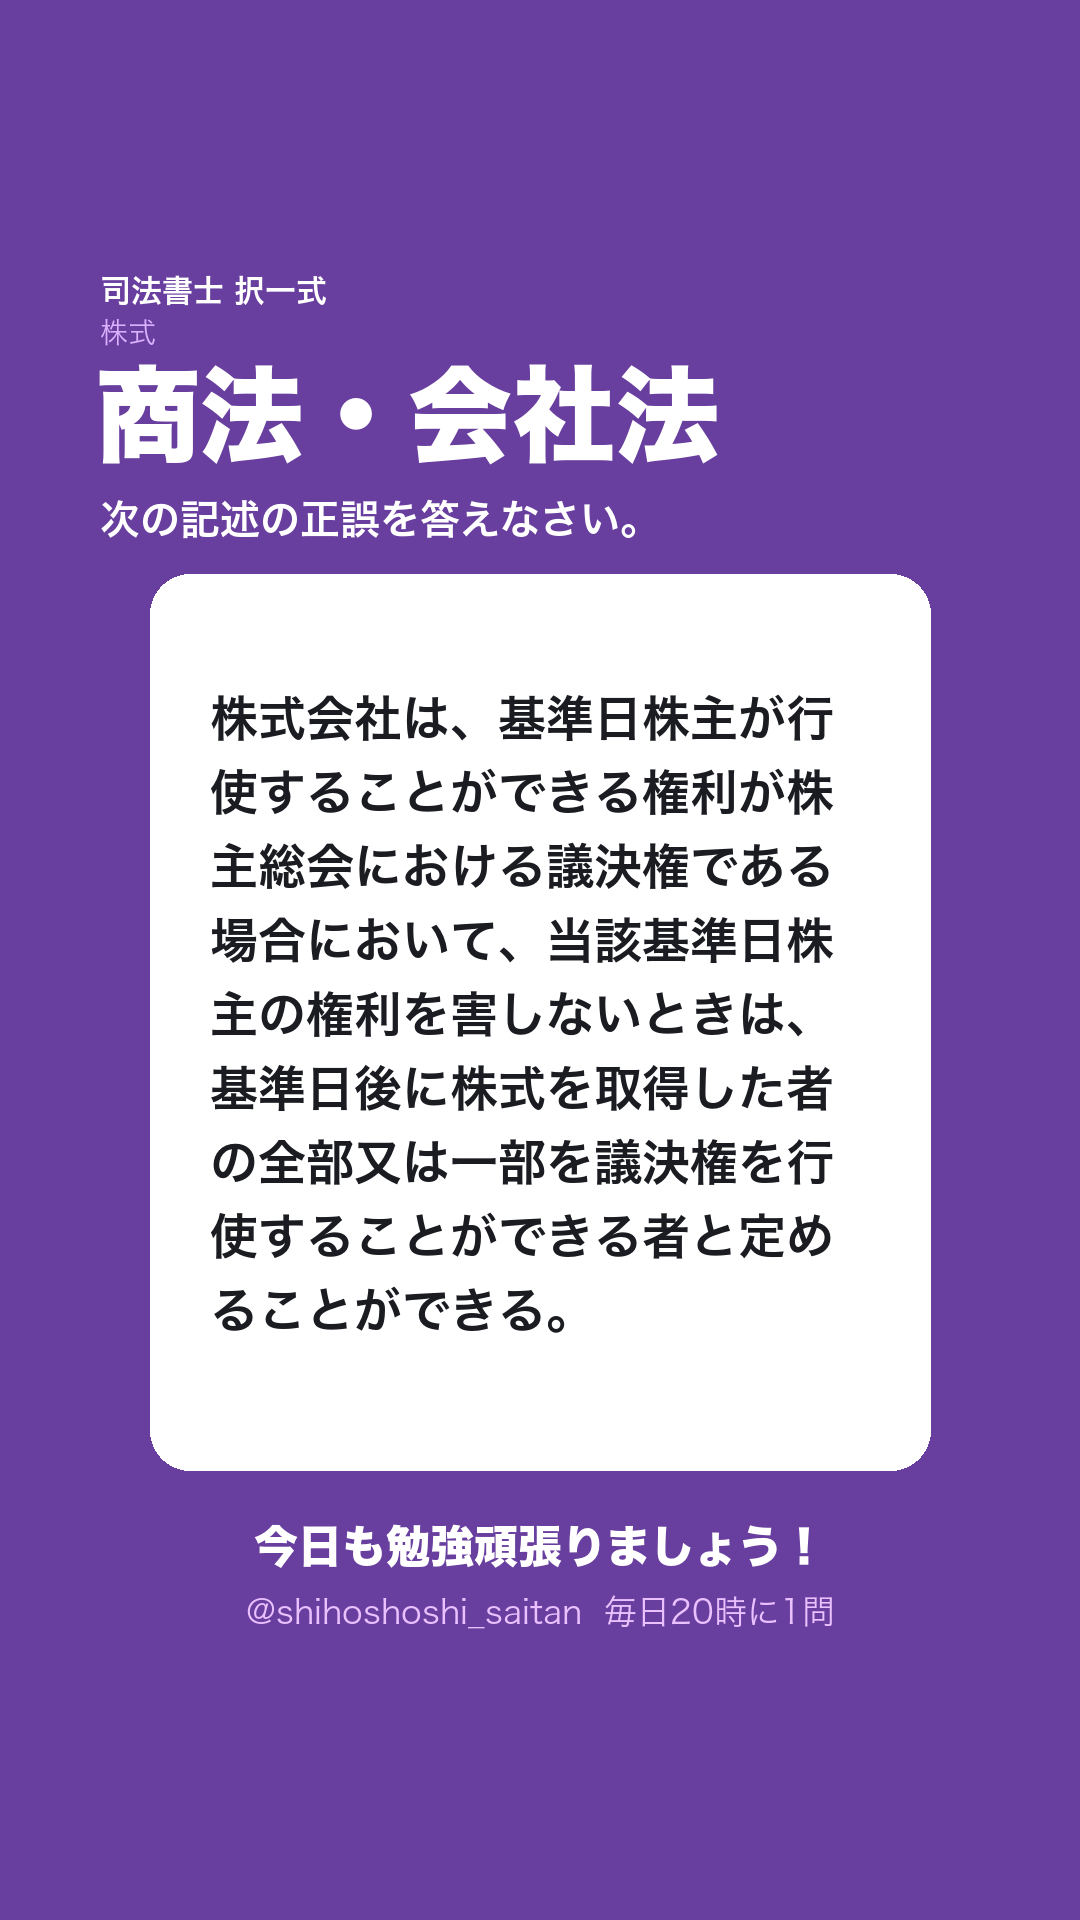 司法書士 択一式
株式
商法・会社法
次の記述の正誤を答えなさい。
株式会社は、基準日株主が行
使することができる権利が株
主総会における議決権である
場合において、当該基準日株
主の権利を害しないときは、
基準日後に株式を取得した者
の全部又は一部を議決権を行
使することができる者と定め
ることができる。
今日も勉強頑張りましょう！
@shihoshoshi_saitan 毎日20時に1問